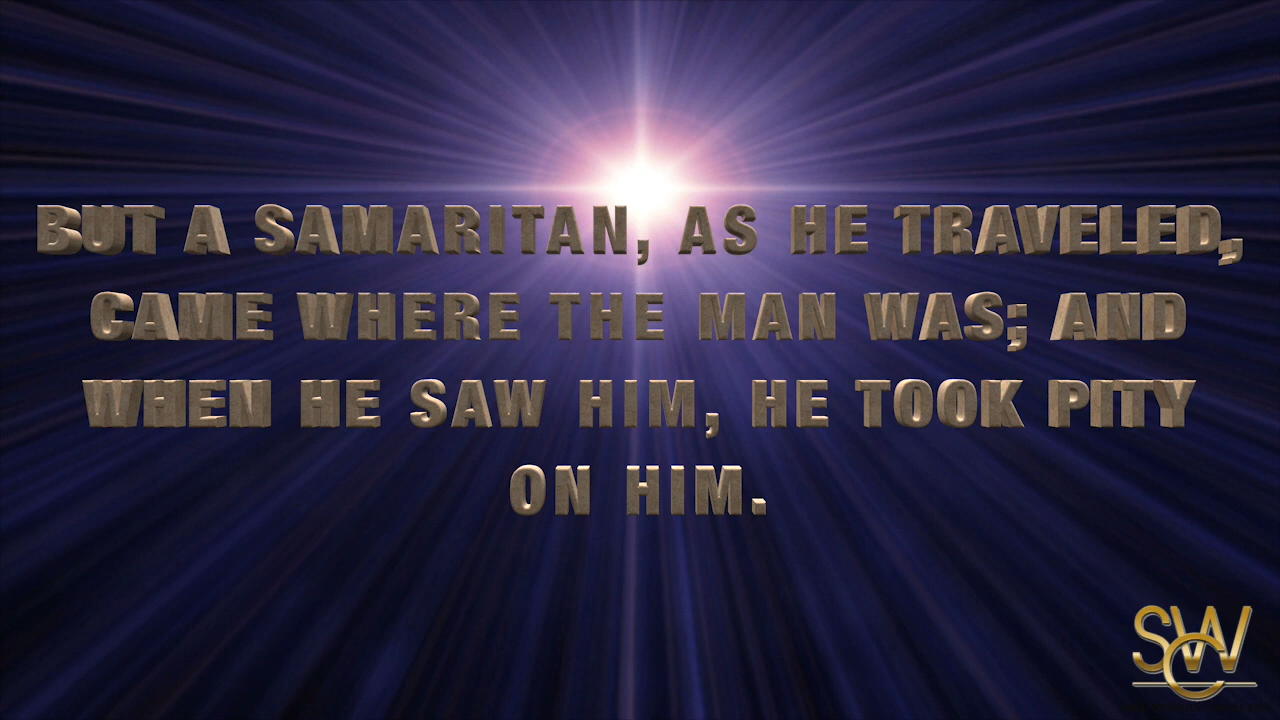 BUT A SAMARITAN, AS HE TRAVELED,
CAME WHERE THE MAN WAS; AND
WHEN HE SAW HIM, HE TOOK PITY
ON HIM.
SCW